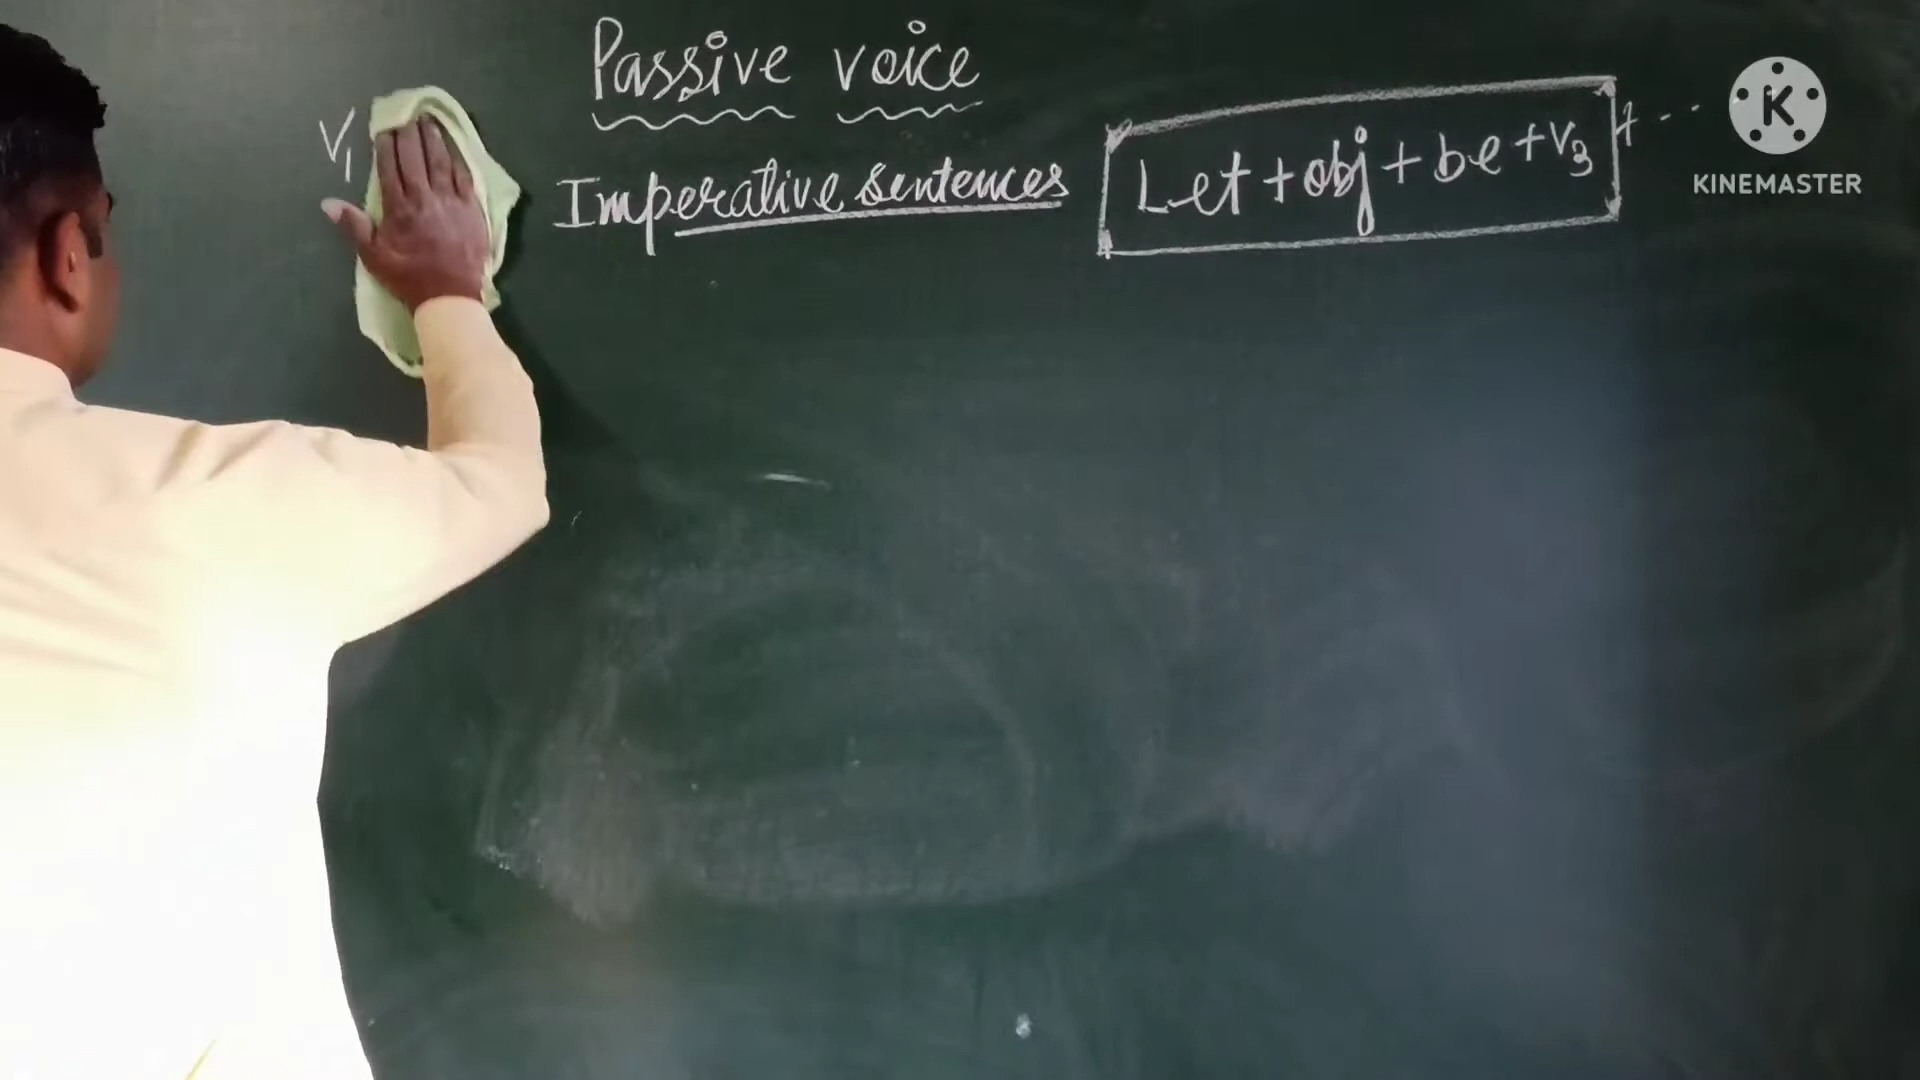 Passive voice
V1
Imperative sentences
Let + obj + be + V3 + - - -
K
KINEMASTER